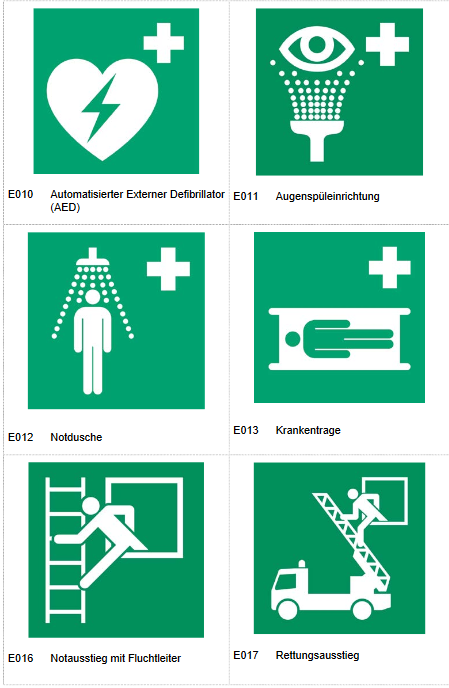 E010 Automatisierter Externer Defibrillator
(AED)
E011 Augenspüleinrichtung
E012 Notdusche
E013 Krankentrage
E016 Notausstieg mit Fluchtleiter
E017 Rettungsausstieg